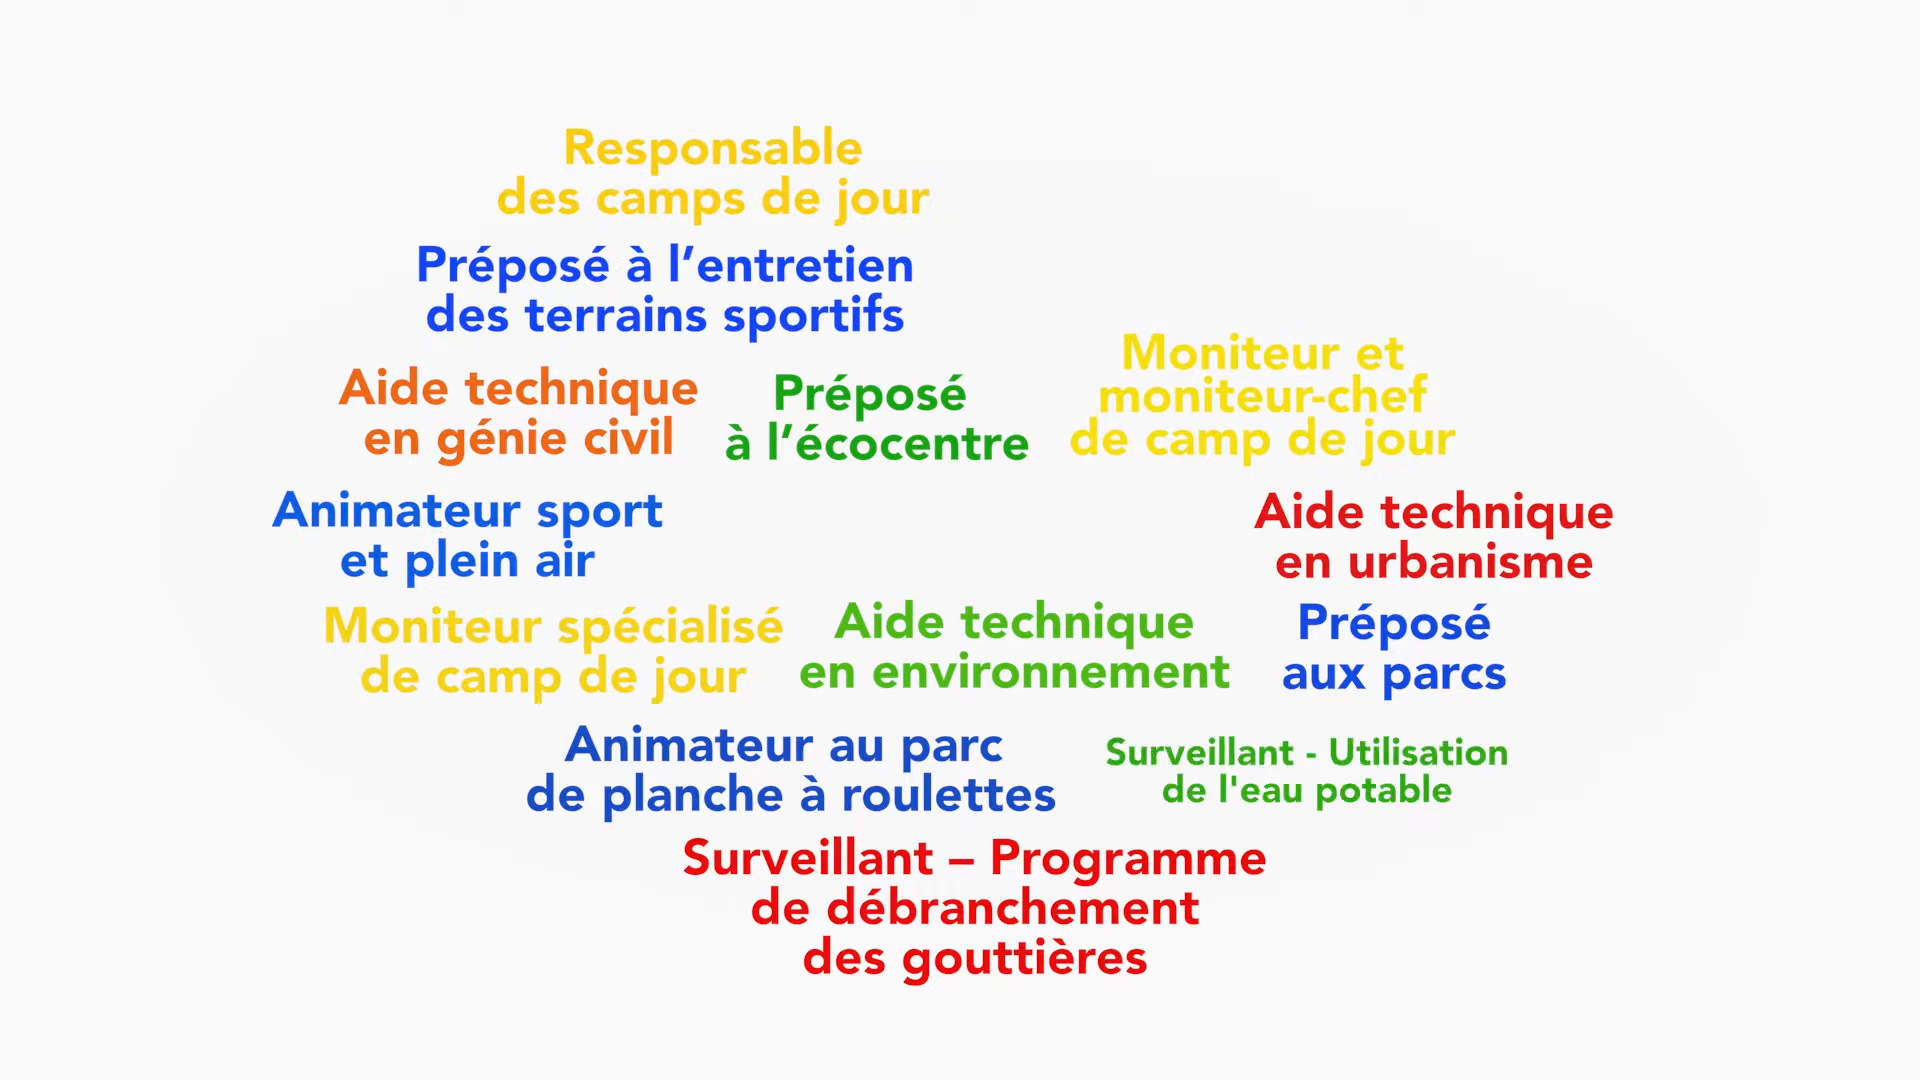 Responsable
des camps de jour
Préposé à l’entretien
des terrains sportifs
Aide technique
en génie civil
Préposé
à l’écocentre
Moniteur et
moniteur-chef
de camp de jour
Animateur sport
et plein air
Aide technique
en urbanisme
Moniteur spécialisé
de camp de jour
Aide technique
en environnement
Préposé
aux parcs
Animateur au parc
de planche à roulettes
Surveillant - Utilisation
de l'eau potable
Surveillant – Programme
de débranchement
des gouttières